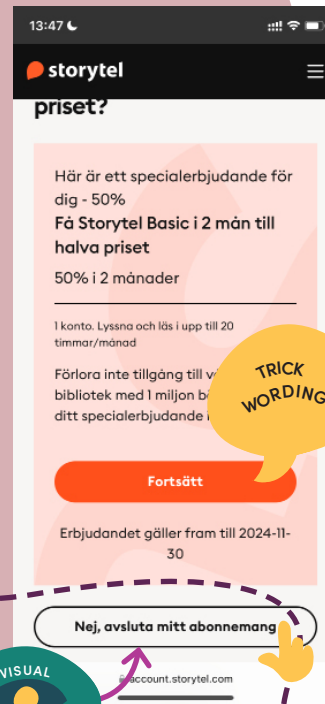 13:47
storytel
priset?
Här är ett specialerbjudande för
dig - 50%
Få Storytel Basic i 2 mån till
halva priset
50% i 2 månader
1 konto. Lyssna och läs i upp till 20
timmar/månad
Förlora inte tillgång till
bibliotek med 1 miljon
ditt specialerbjudande
TRICK
WORDING
Fortsätt
Erbjudandet gäller fram till 2024-11-
30
Nej, avsluta mitt abonnemang
VISUAL
account.storytel.com